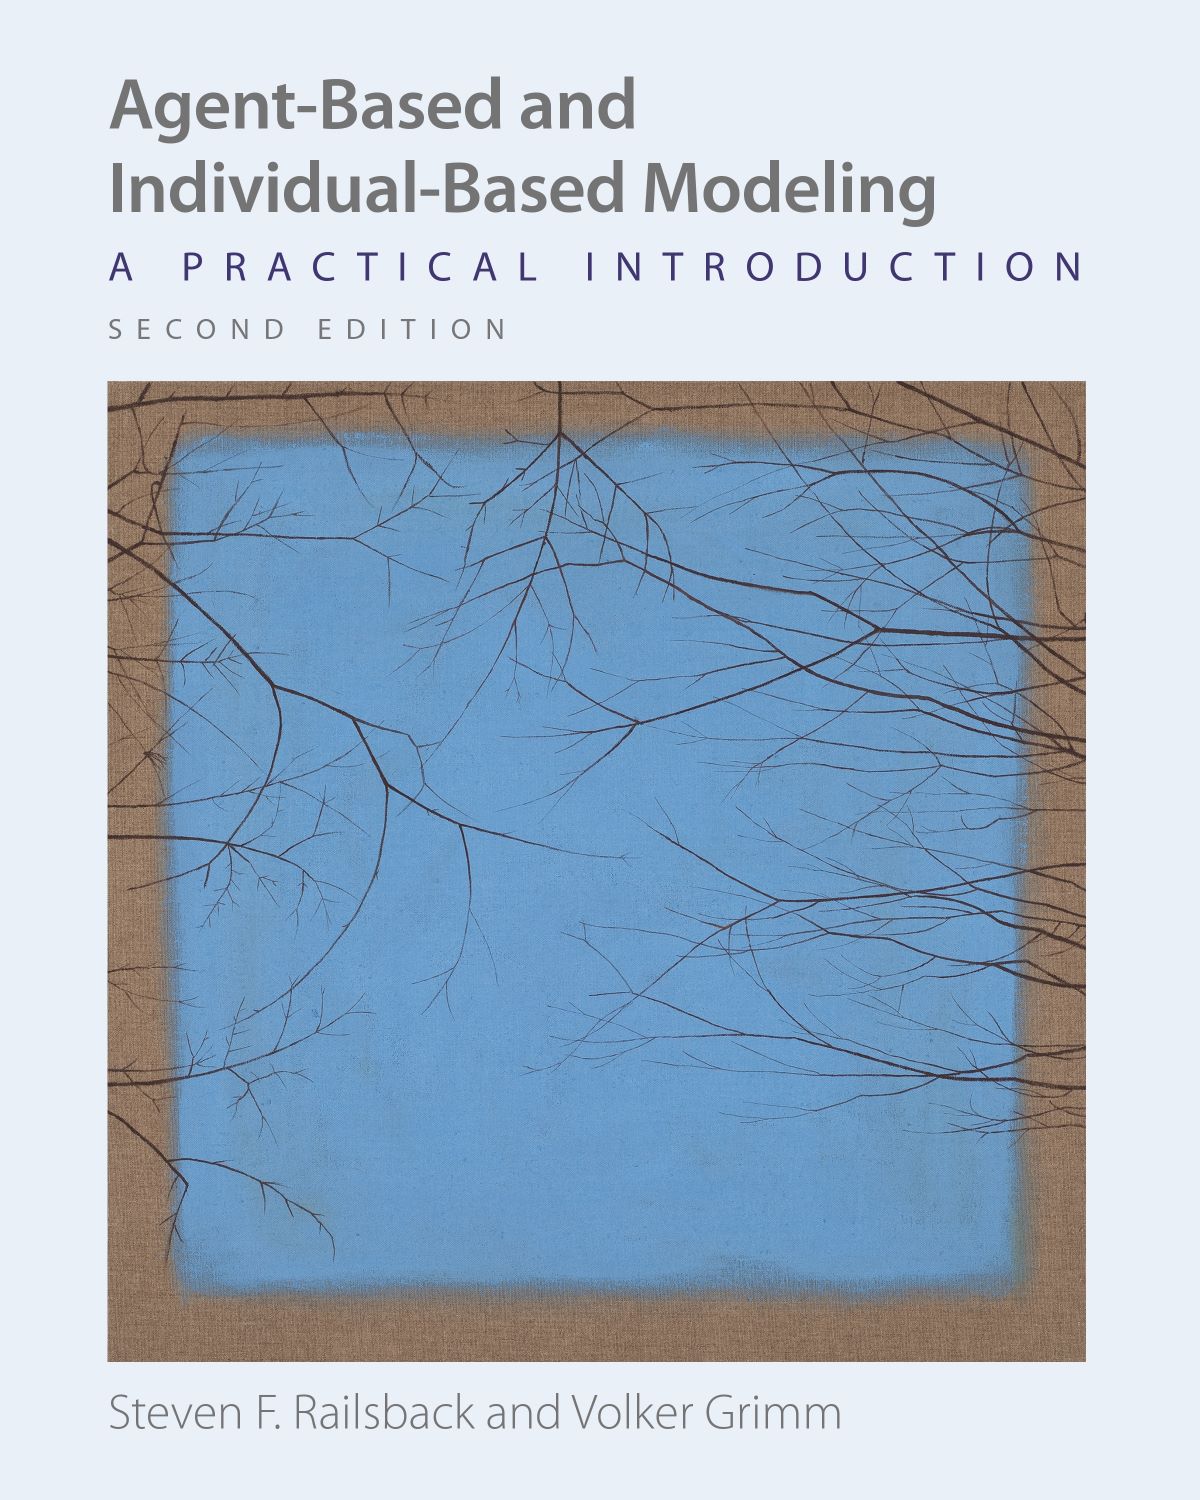 Agent-Based and
Individual-Based Modeling
A PRACTICAL INTRODUCTION
SECOND EDITION
Steven F. Railsback and Volker Grimm